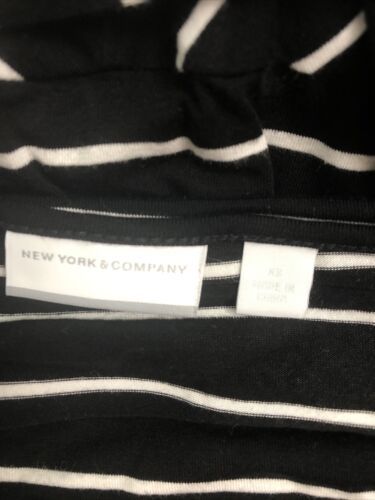 NEW YORK & COMPANY
XS
MADE IN
CHINA